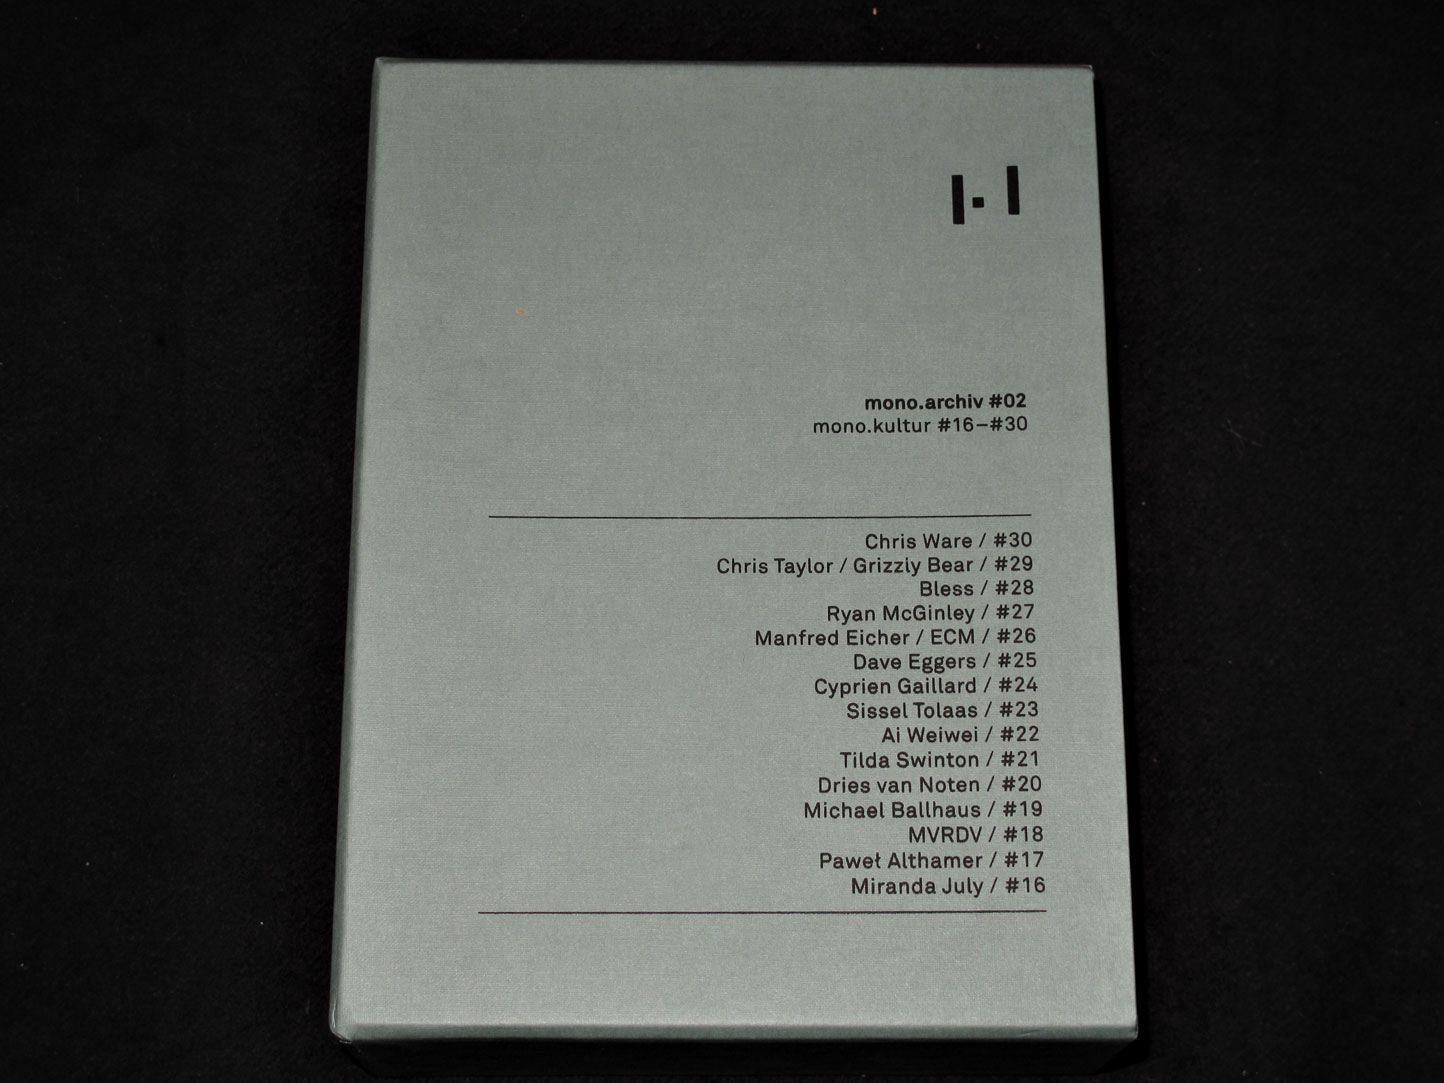 mono.archiv #02
mono.kultur #16–#30
Chris Ware / #30
Chris Taylor / Grizzly Bear / #29
Bless / #28
Ryan McGinley / #27
Manfred Eicher / ECM / #26
Dave Eggers / #25
Cyprien Gaillard / #24
Sissel Tolaas / #23
Ai Weiwei / #22
Tilda Swinton / #21
Dries van Noten / #20
Michael Ballhaus / #19
MVRDV / #18
Paweł Althamer / #17
Miranda July / #16